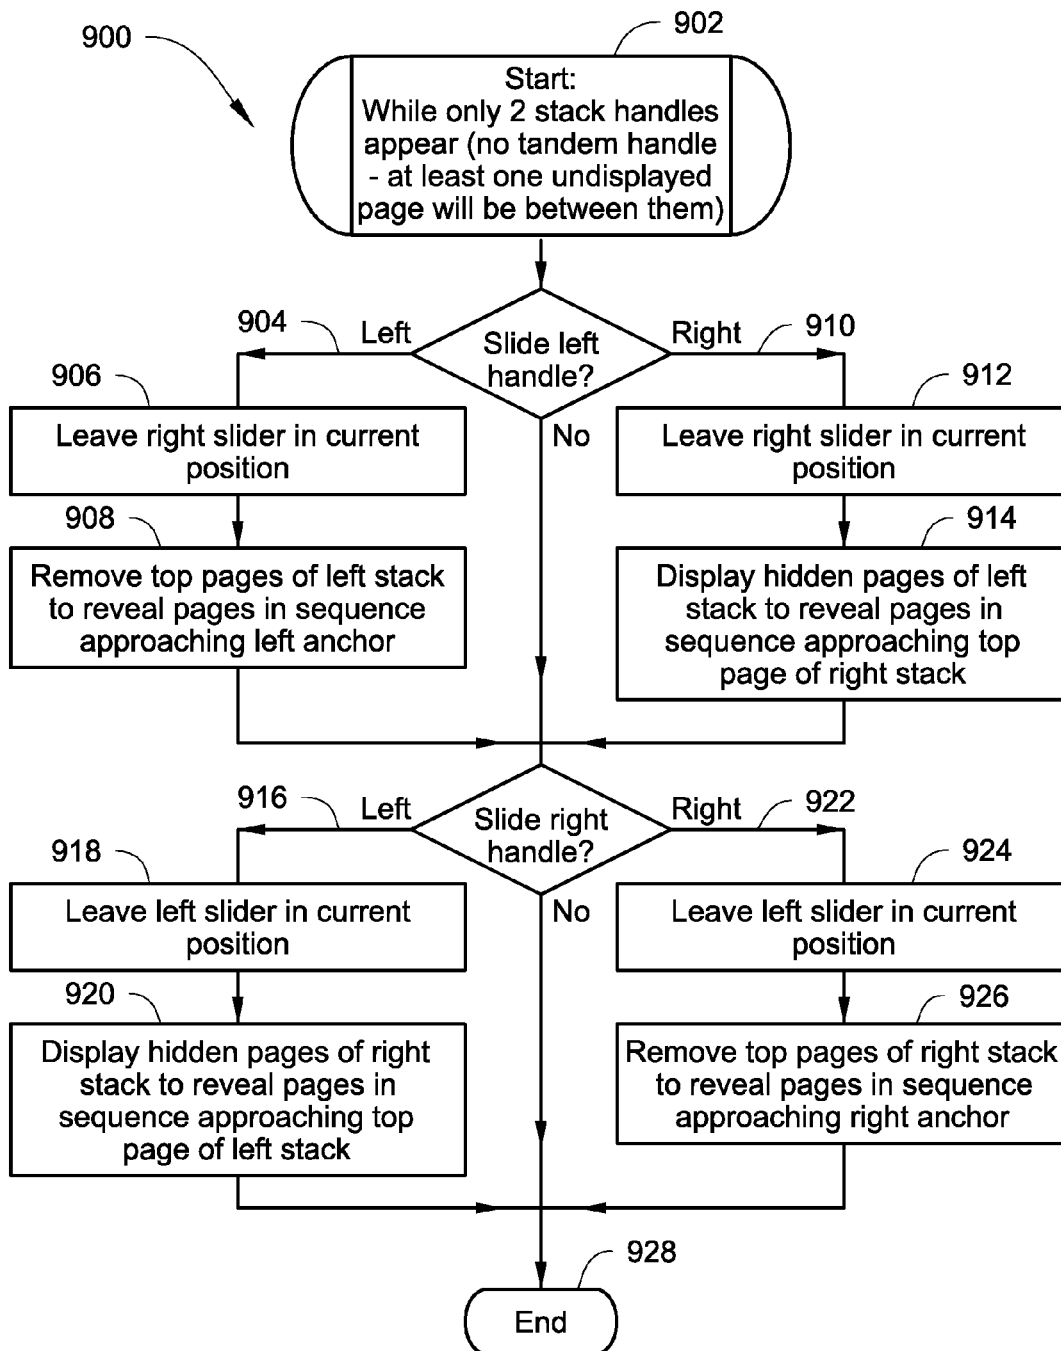 900
902
Start:
While only 2 stack handles
appear (no tandem handle
- at least one undisplayed
page will be between them)
904
Left
Slide left
handle?
Right
910
No
906
Leave right slider in current
position
912
Leave right slider in current
position
908
Remove top pages of left stack
to reveal pages in sequence
approaching left anchor
914
Display hidden pages of left
stack to reveal pages in
sequence approaching top
page of right stack
916
Left
Slide right
handle?
Right
922
No
918
Leave left slider in current
position
924
Leave left slider in current
position
920
Display hidden pages of right
stack to reveal pages in
sequence approaching top
page of left stack
926
Remove top pages of right stack
to reveal pages in sequence
approaching right anchor
928
End